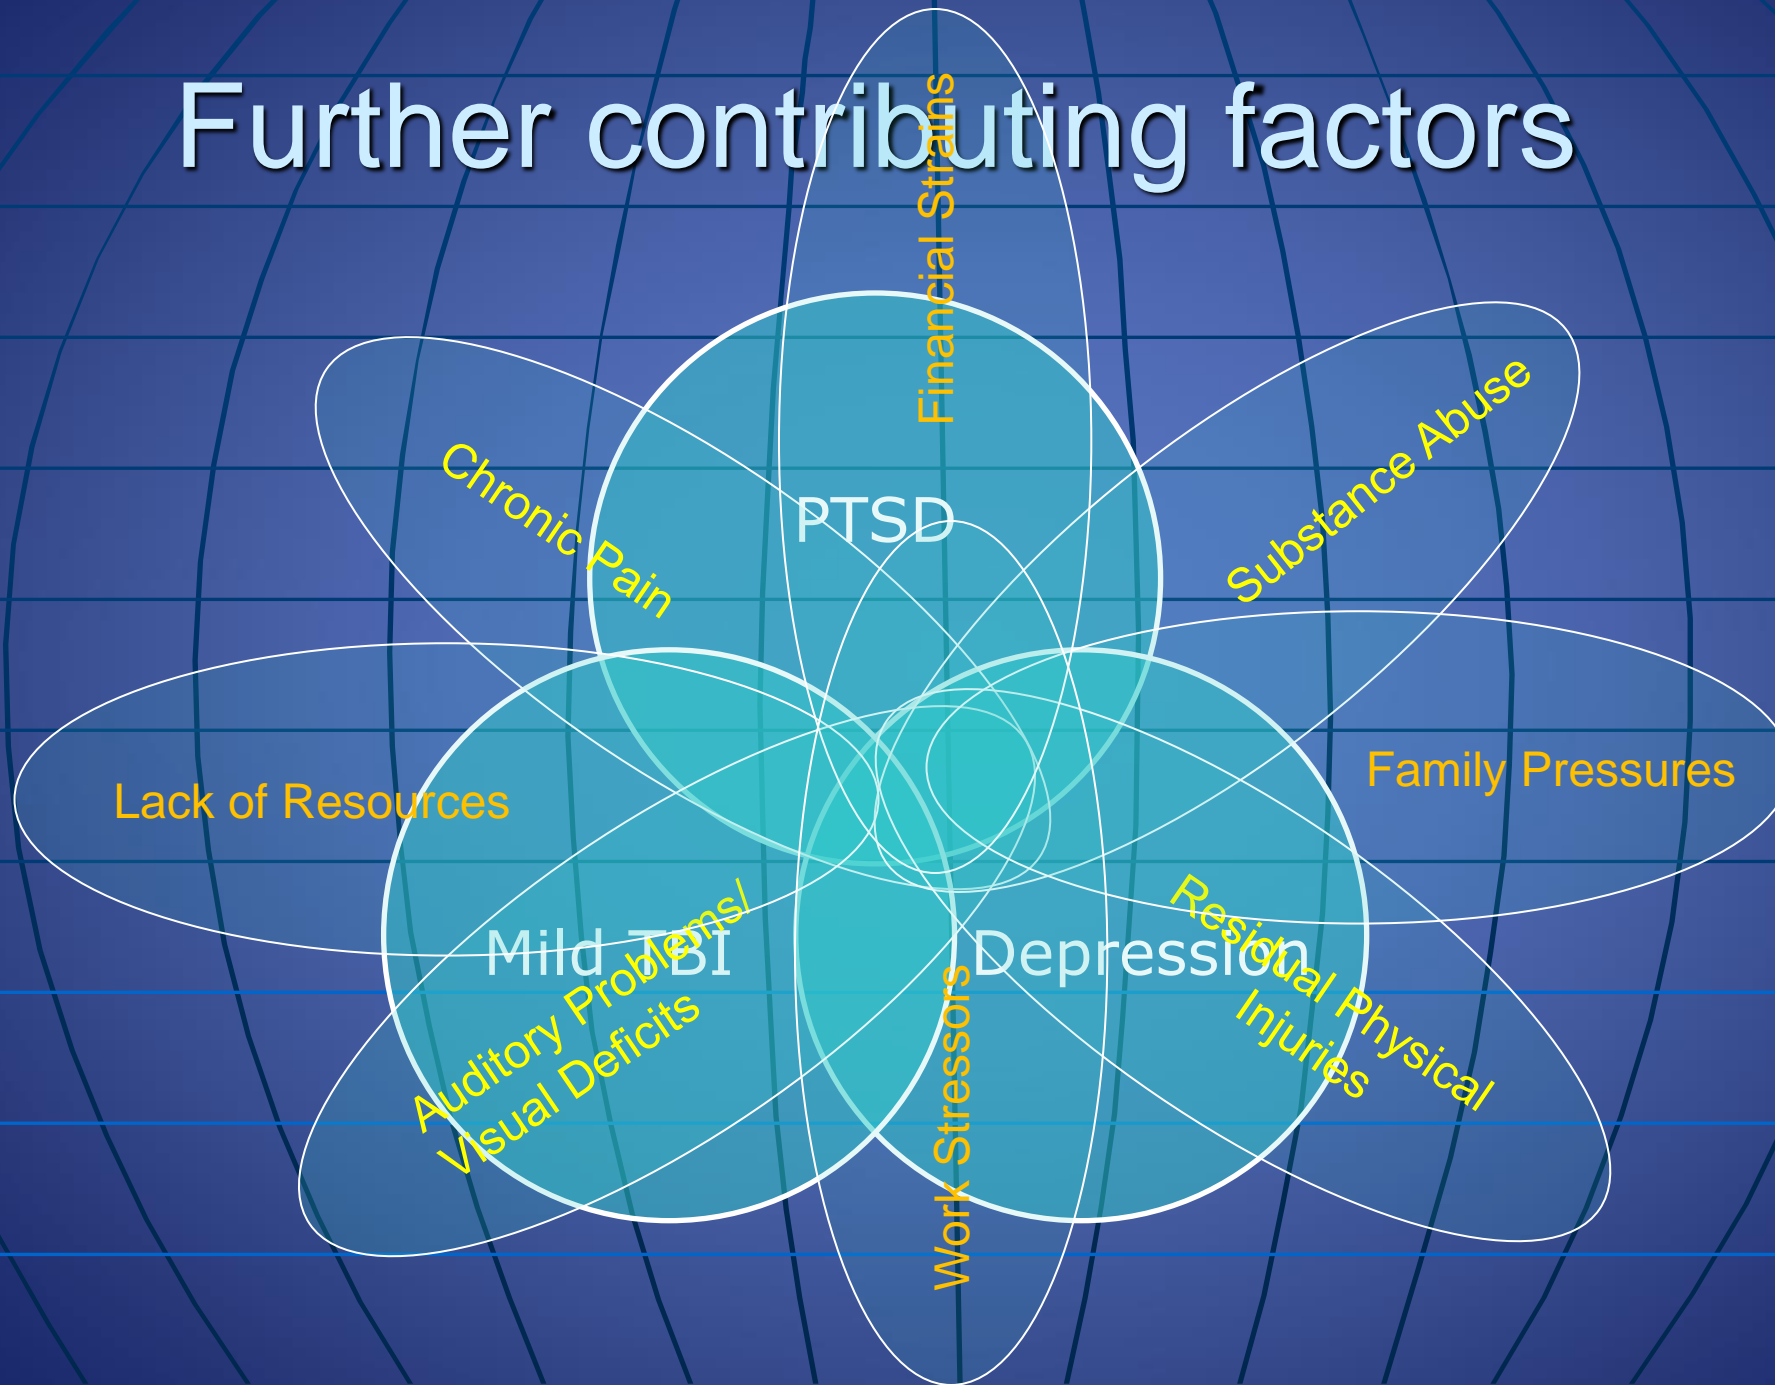 Further contributing factors
Financial Strains
Chronic Pain
Substance Abuse
PTSD
Lack of Resources
Family Pressures
Mild TBI
Depression
Auditory Problems/
Visual Deficits
Residual Physical
Injuries
Work Stressors